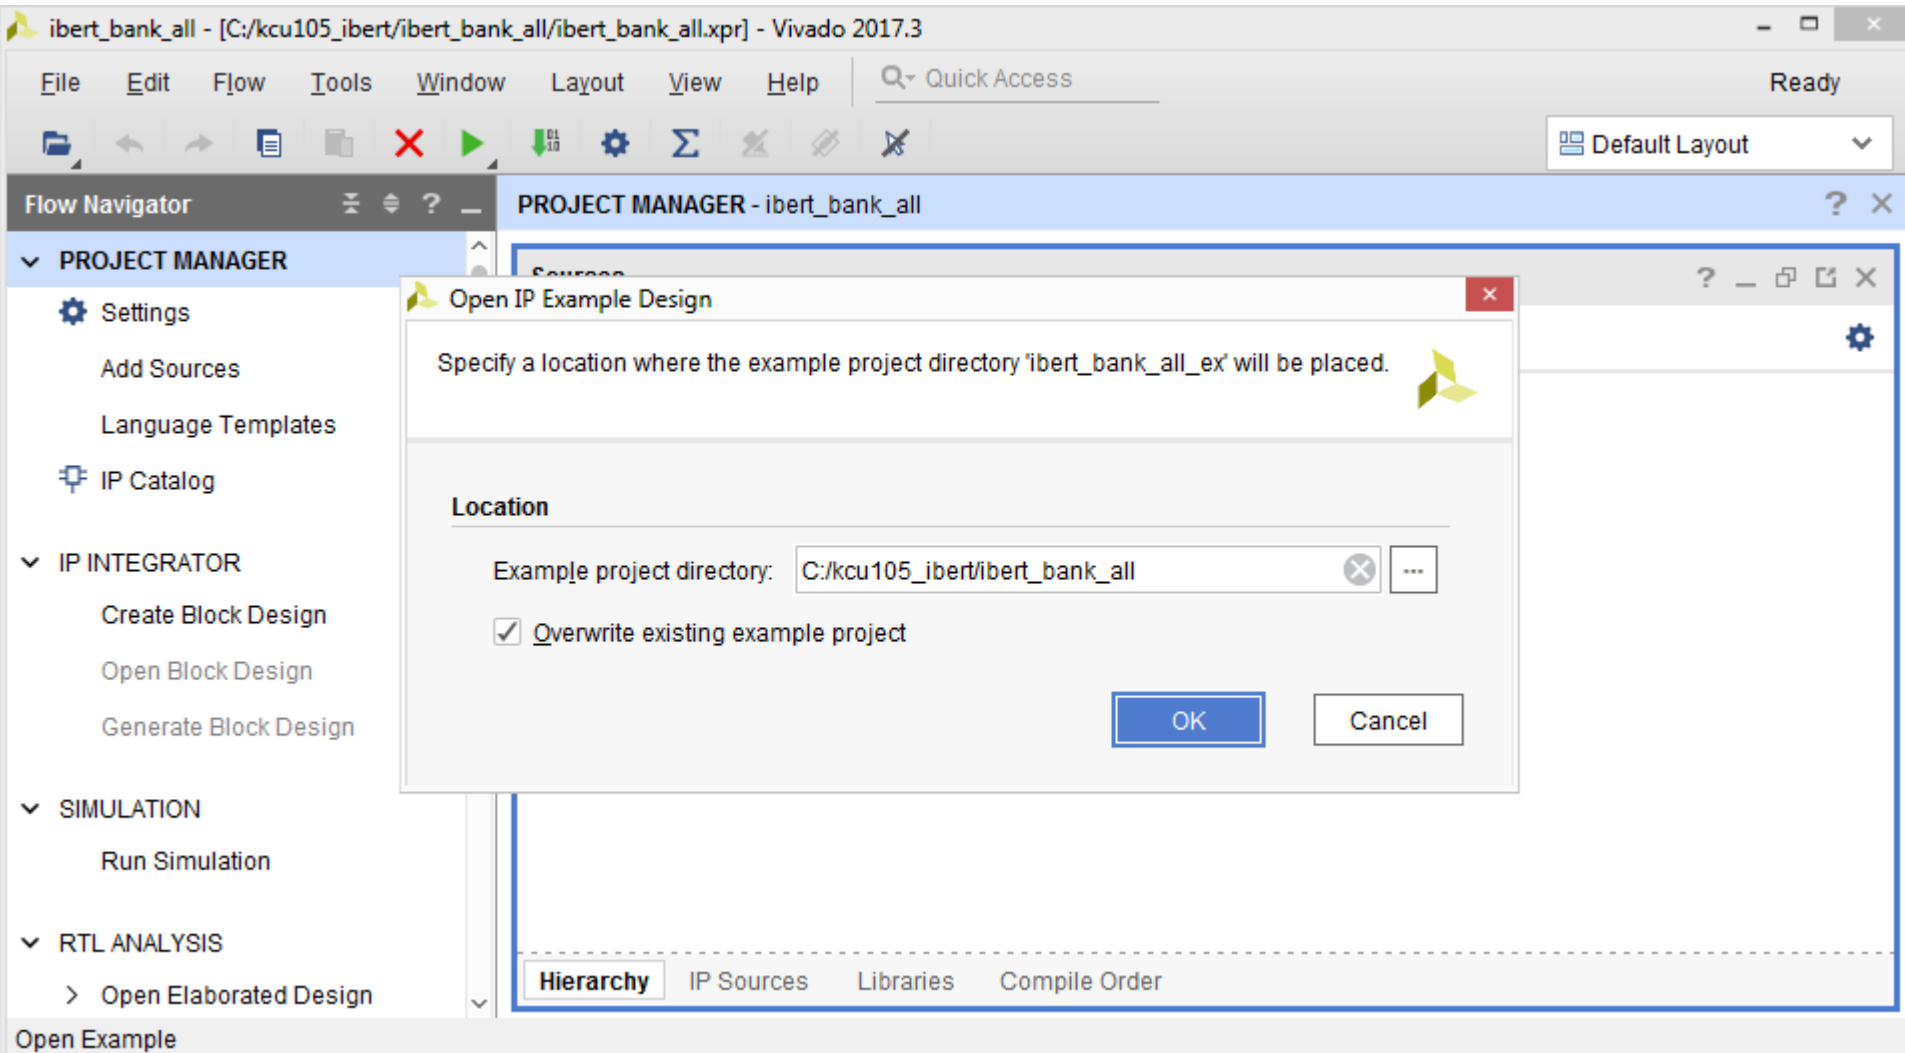 ibert_bank_all - [C:/kcu105_ibert/ibert_bank_all/ibert_bank_all.xpr] - Vivado 2017.3
File Edit Flow Tools Window Layout View Help Quick Access Ready
Default Layout
Flow Navigator
PROJECT MANAGER - ibert_bank_all
PROJECT MANAGER
Settings
Add Sources
Language Templates
IP Catalog
IP INTEGRATOR
Create Block Design
Open Block Design
Generate Block Design
SIMULATION
Run Simulation
RTL ANALYSIS
Open Elaborated Design
Sources
Open IP Example Design
Specify a location where the example project directory 'ibert_bank_all_ex' will be placed.
Location
Example project directory: C:/kcu105_ibert/ibert_bank_all ...
Overwrite existing example project
OK Cancel
Hierarchy IP Sources Libraries Compile Order
Open Example